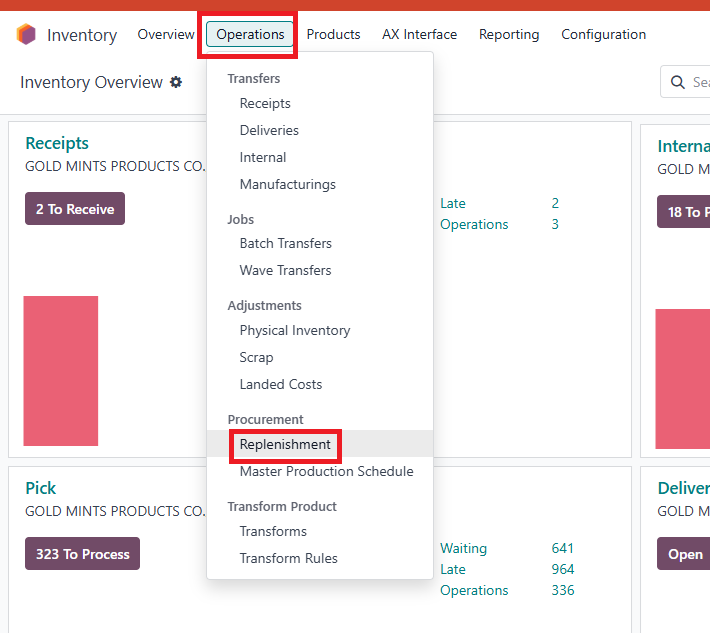 Inventory Overview Operations Products AX Interface Reporting Configuration
Inventory Overview
Transfers
Receipts
Deliveries
Internal
Manufacturings
Jobs
Batch Transfers
Wave Transfers
Adjustments
Physical Inventory
Scrap
Landed Costs
Procurement
Replenishment
Master Production Schedule
Transform Product
Transforms
Transform Rules
Receipts
GOLD MINTS PRODUCTS CO.
2 To Receive
Late 2
Operations 3
Interna
GOLD M
18 To P
Pick
GOLD MINTS PRODUCTS CO.
323 To Process
Waiting 641
Late 964
Operations 336
Deliver
GOLD M
Open